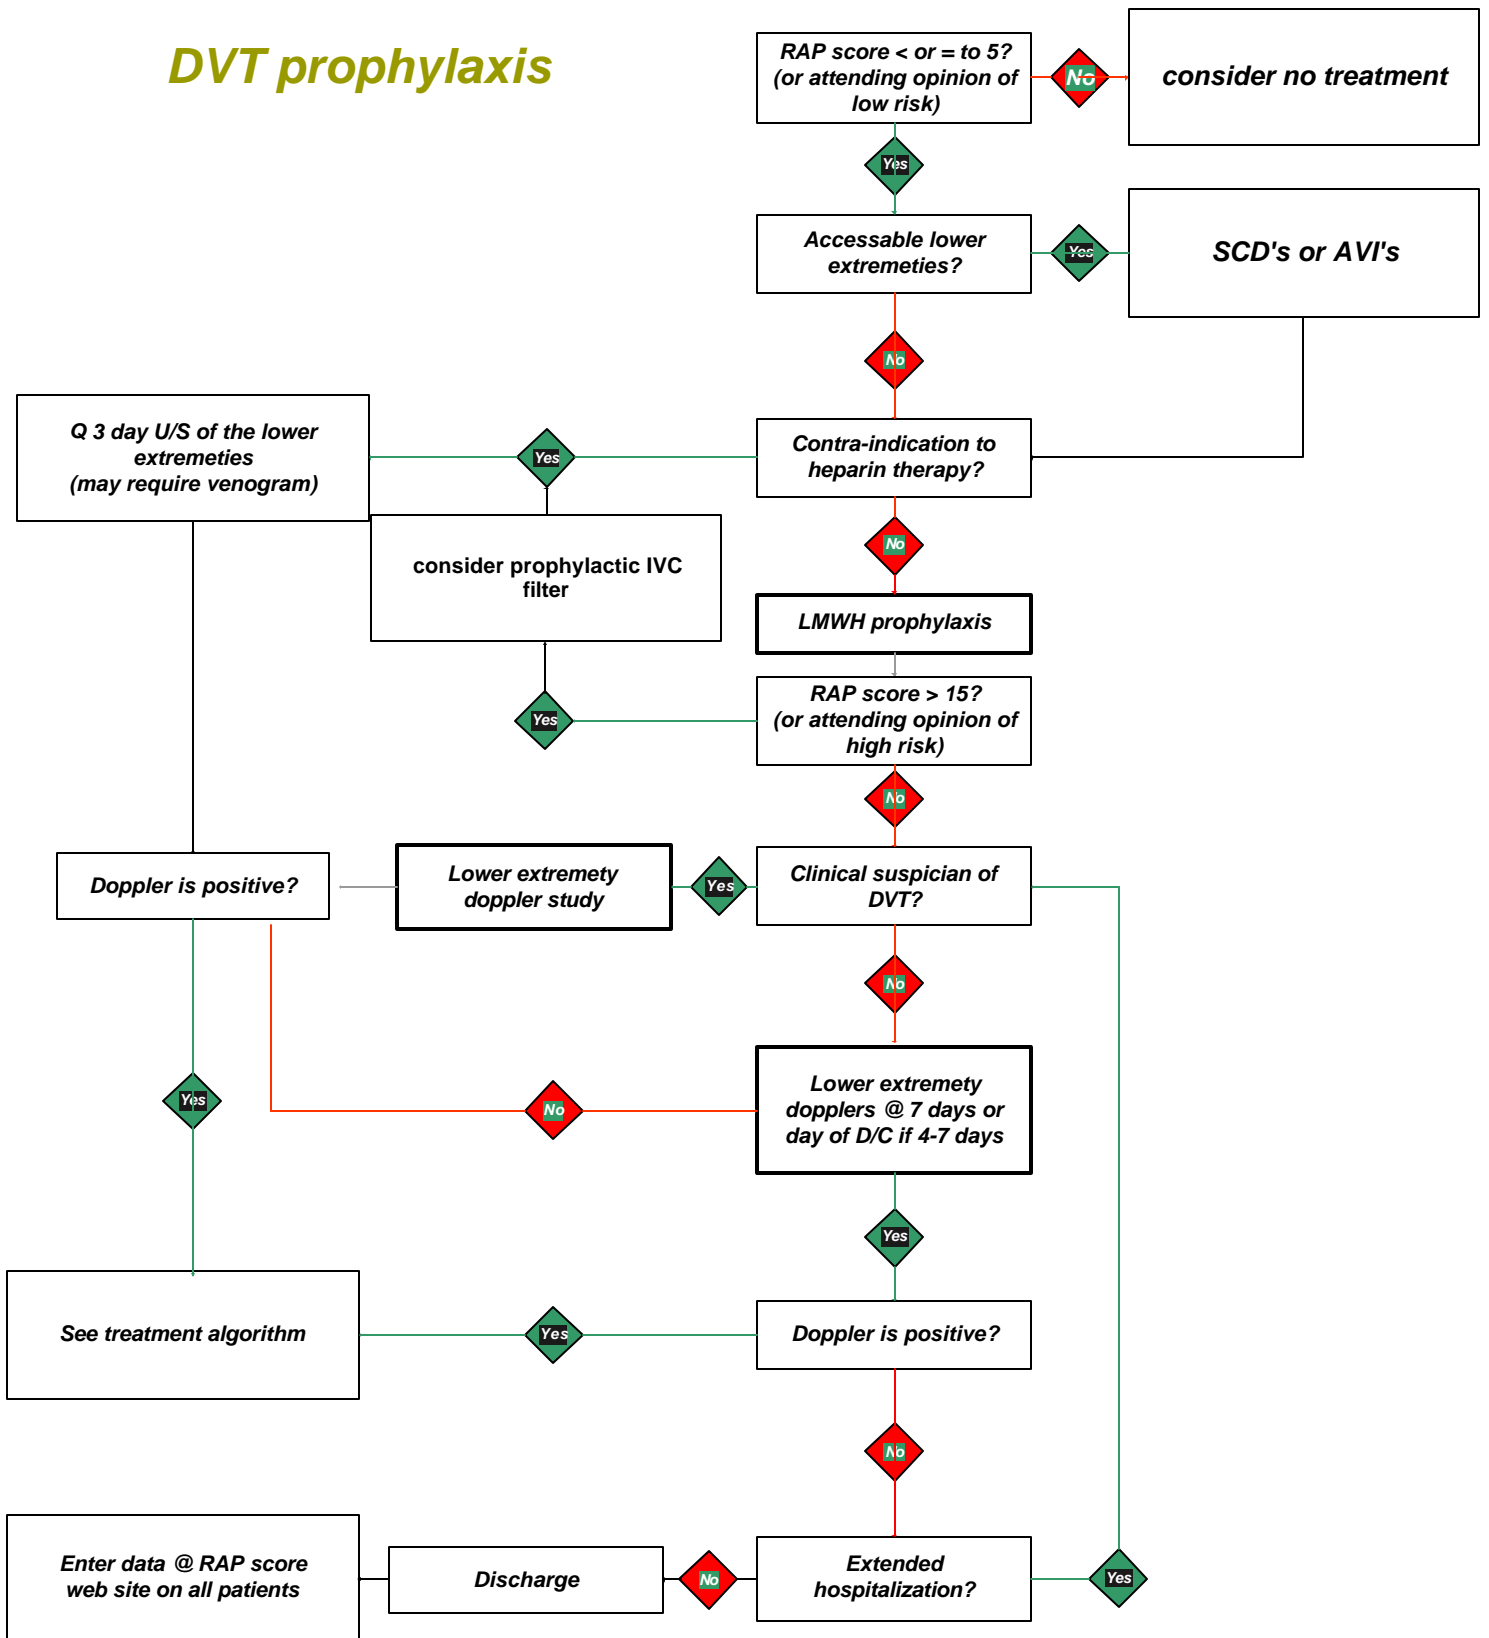 DVT prophylaxis
RAP score < or = to 5?
(or attending opinion of
low risk)
No
consider no treatment
Yes
Accessable lower
extremeties?
Yes
SCD's or AVI's
No
Q 3 day U/S of the lower
extremeties
(may require venogram)
Yes
Contra-indication to
heparin therapy?
No
consider prophylactic IVC
filter
LMWH prophylaxis
Yes
RAP score > 15?
(or attending opinion of
high risk)
No
Doppler is positive?
Lower extremety
doppler study
Yes
Clinical suspician of
DVT?
No
Yes
No
Lower extremety
dopplers @ 7 days or
day of D/C if 4-7 days
Yes
See treatment algorithm
Yes
Doppler is positive?
No
Enter data @ RAP score
web site on all patients
Discharge
No
Extended
hospitalization?
Yes